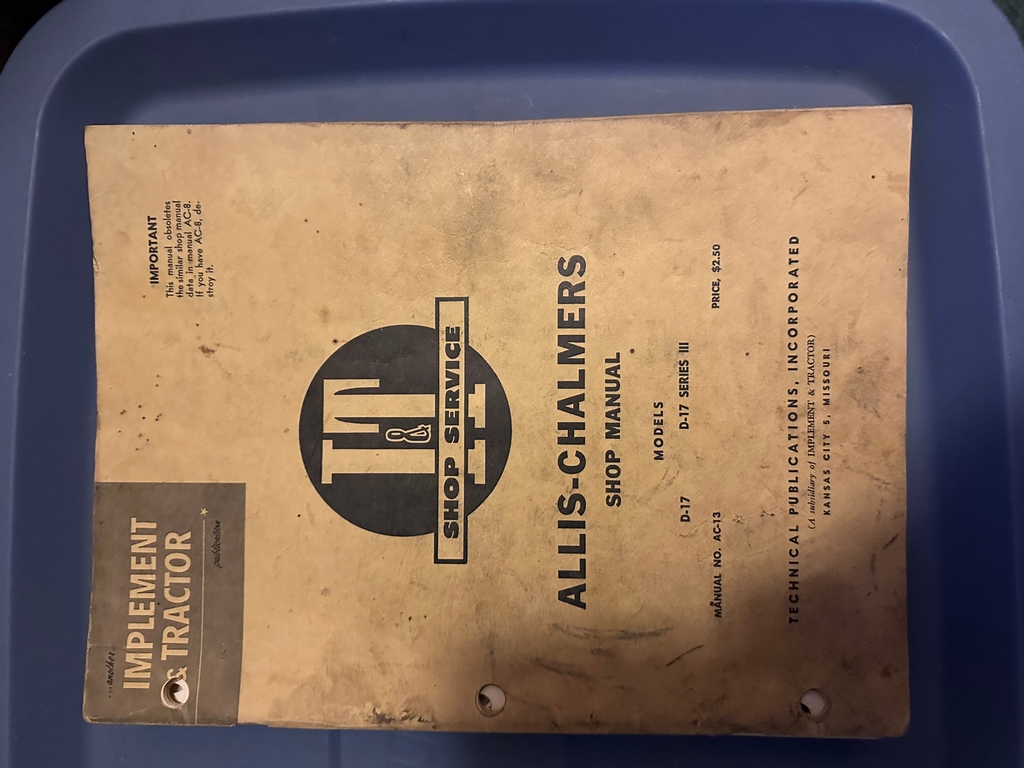 ...another
IMPLEMENT
& TRACTOR
publication
IMPORTANT
This manual obsoletes
the similar shop manual
data in manual AC-8.
If you have AC-8, de-
stroy it.
I&T
SHOP SERVICE
ALLIS-CHALMERS
SHOP MANUAL
MODELS
D-17 D-17 SERIES III
MANUAL NO. AC-13 PRICE, $2.50
TECHNICAL PUBLICATIONS, INCORPORATED
(A subsidiary of IMPLEMENT & TRACTOR)
KANSAS CITY 5, MISSOURI